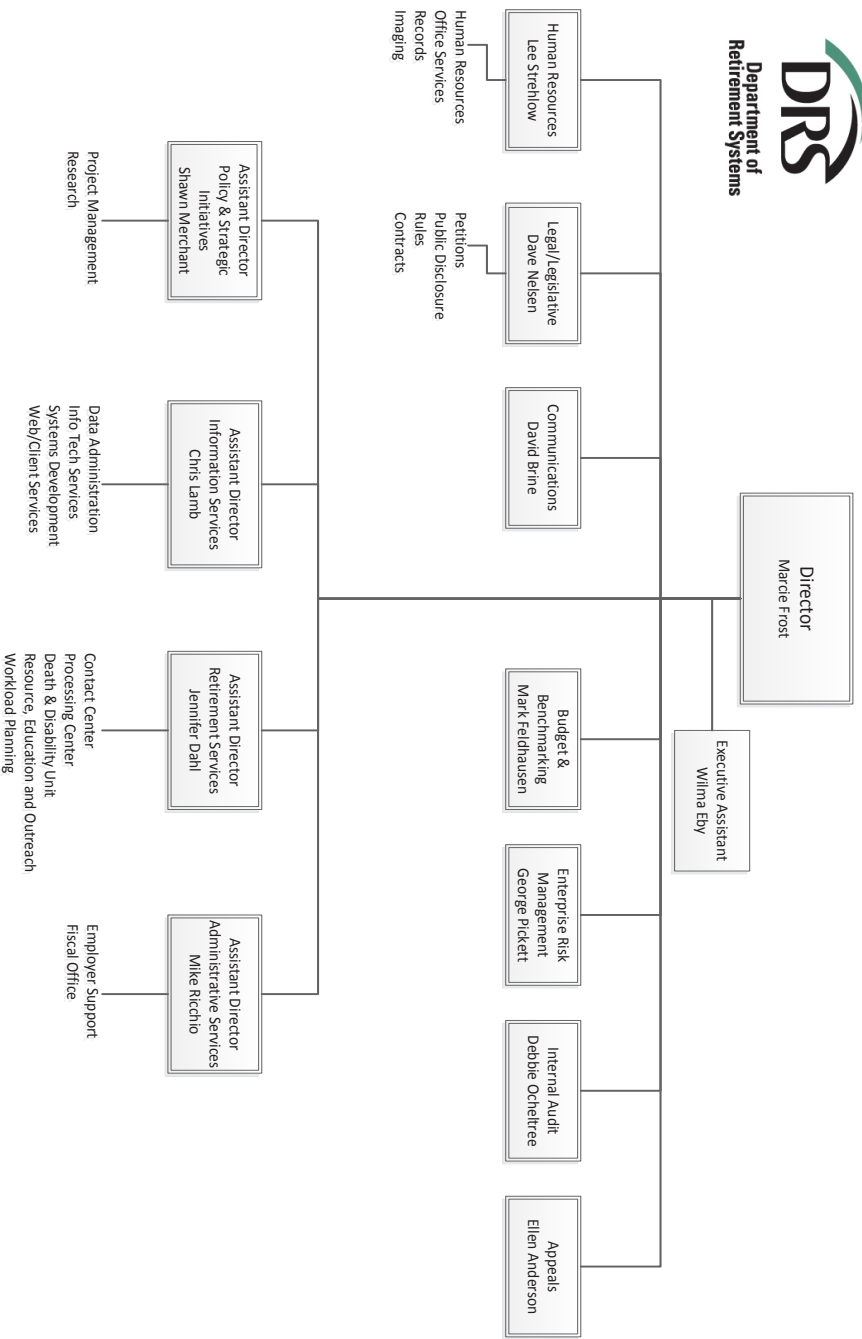 DRS
Department of
Retirement Systems
Director
Marcie Frost
Executive Assistant
Wilma Eby
Human Resources
Lee Strehlow
Human Resources
Office Services
Records
Imaging
Legal/Legislative
Dave Nelsen
Petitions
Public Disclosure
Rules
Contracts
Communications
David Brine
Budget &
Benchmarking
Mark Feldhausen
Enterprise Risk
Management
George Pickett
Internal Audit
Debbie Ocheltree
Appeals
Ellen Anderson
Assistant Director
Policy & Strategic
Initiatives
Shawn Merchant
Project Management
Research
Assistant Director
Information Services
Chris Lamb
Data Administration
Info Tech Services
Systems Development
Web/Client Services
Assistant Director
Retirement Services
Jennifer Dahl
Contact Center
Processing Center
Death & Disability Unit
Resource, Education and Outreach
Workload Planning
Assistant Director
Administrative Services
Mike Ricchio
Employer Support
Fiscal Office